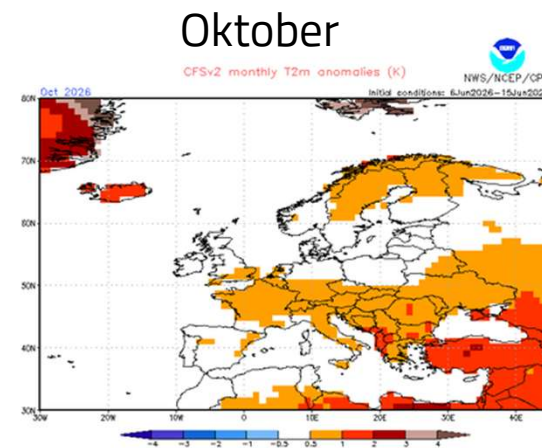 Oktober
CFSv2 monthly T2m anomalies (K)
NWS/NCEP/CP
Oct 2026
Initial conditions: 6Jun2026-15Jun202
80N
70N
60N
50N
40N
30N
30W 20W 10W 0 10E 20E 30E 40E
-4 -3 -2 -1 -0.5 0.5 1 2 3 4